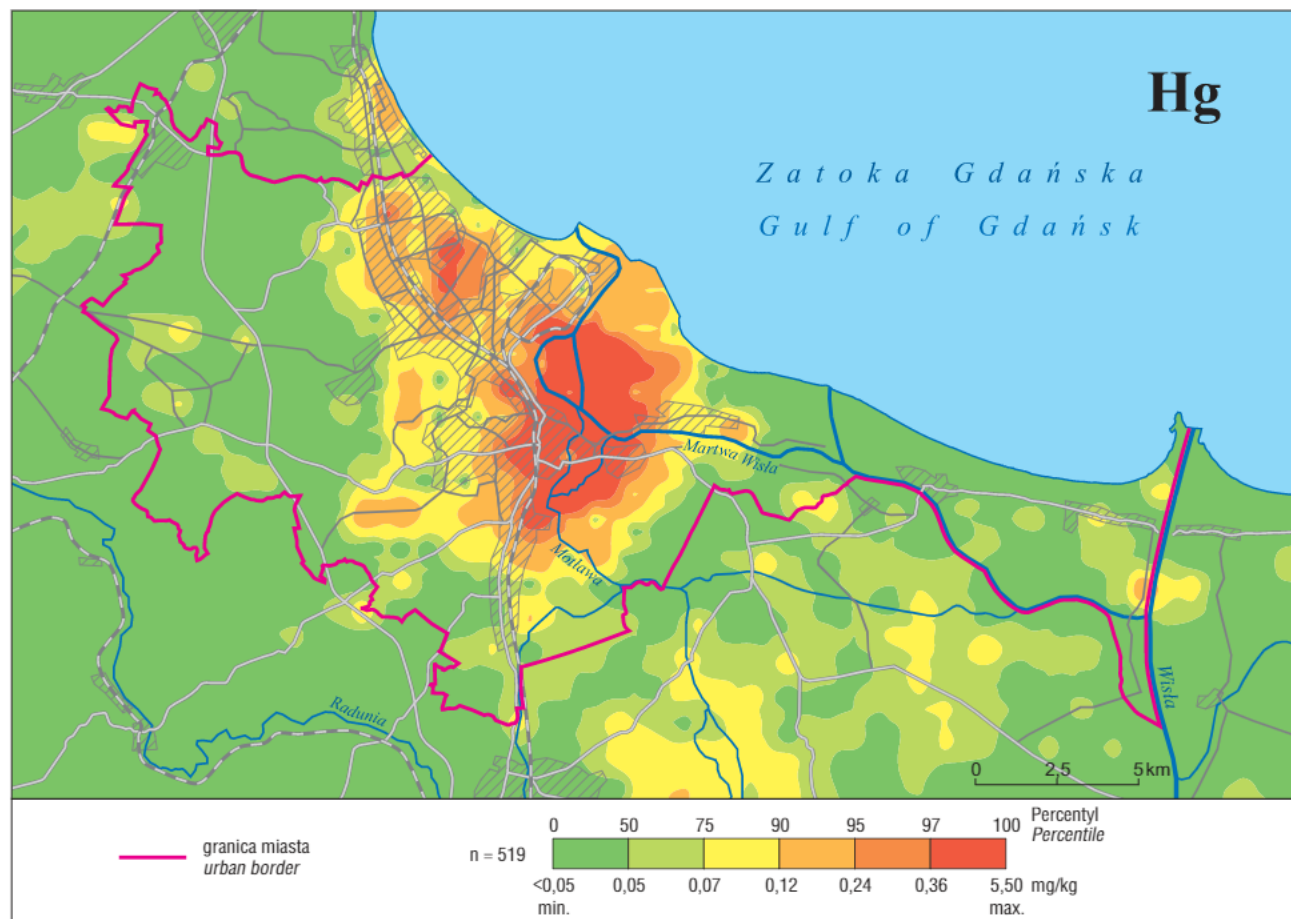 Hg
Zatoka Gdańska
Gulf of Gdańsk
Martwa Wisła
Motława
Wisła
Radunia
0 2,5 5 km
granica miasta
urban border
n = 519
0 50 75 90 95 97 100 Percentyl
Percentile
<0,05 0,05 0,07 0,12 0,24 0,36 5,50 mg/kg
min. max.